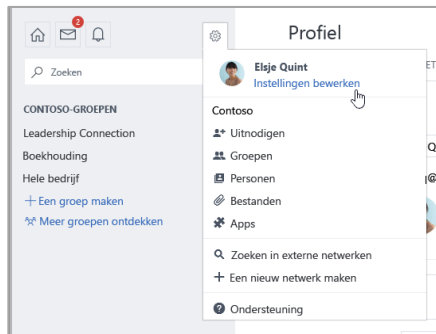 2
Profiel
Zoeken
CONTOSO-GROEPEN
Leadership Connection
Boekhouding
Hele bedrijf
+ Een groep maken
Meer groepen ontdekken
Elsje Quint
Instellingen bewerken
Contoso
Uitnodigen
Groepen
Personen
Bestanden
Apps
Zoeken in externe netwerken
+ Een nieuw netwerk maken
Ondersteuning